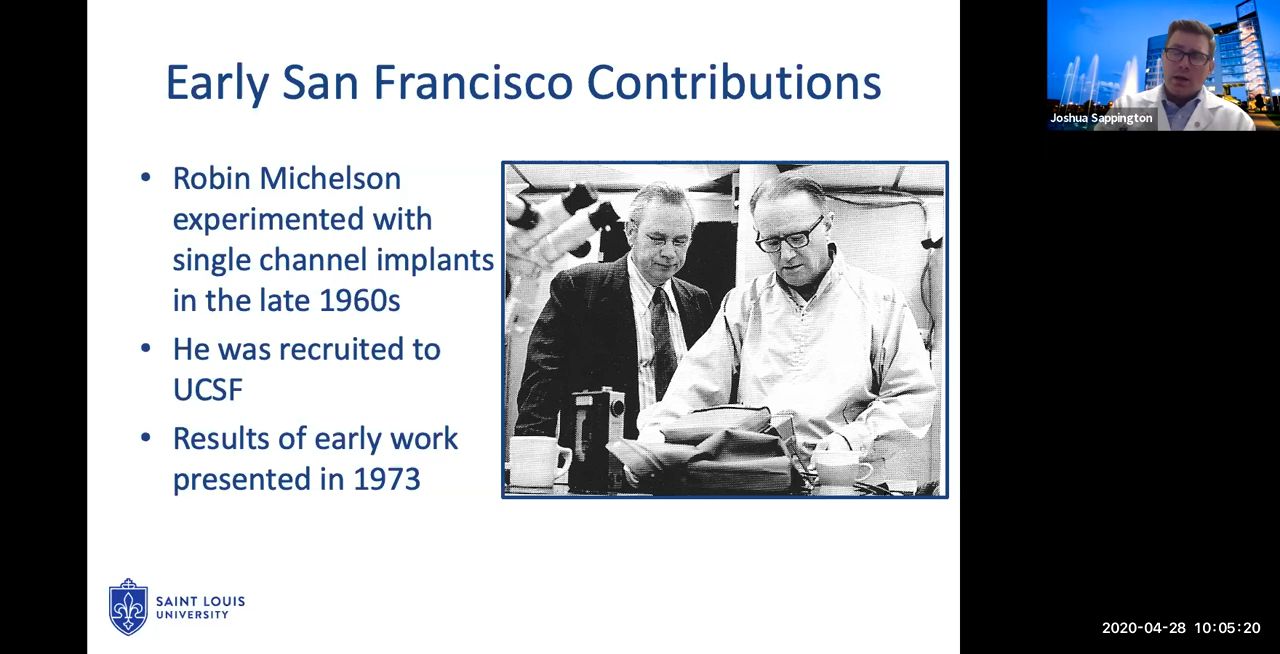 Early San Francisco Contributions
• Robin Michelson
experimented with
single channel implants
in the late 1960s
• He was recruited to
UCSF
• Results of early work
presented in 1973
SAINT LOUIS
UNIVERSITY
Joshua Sappington
2020-04-28 10:05:20